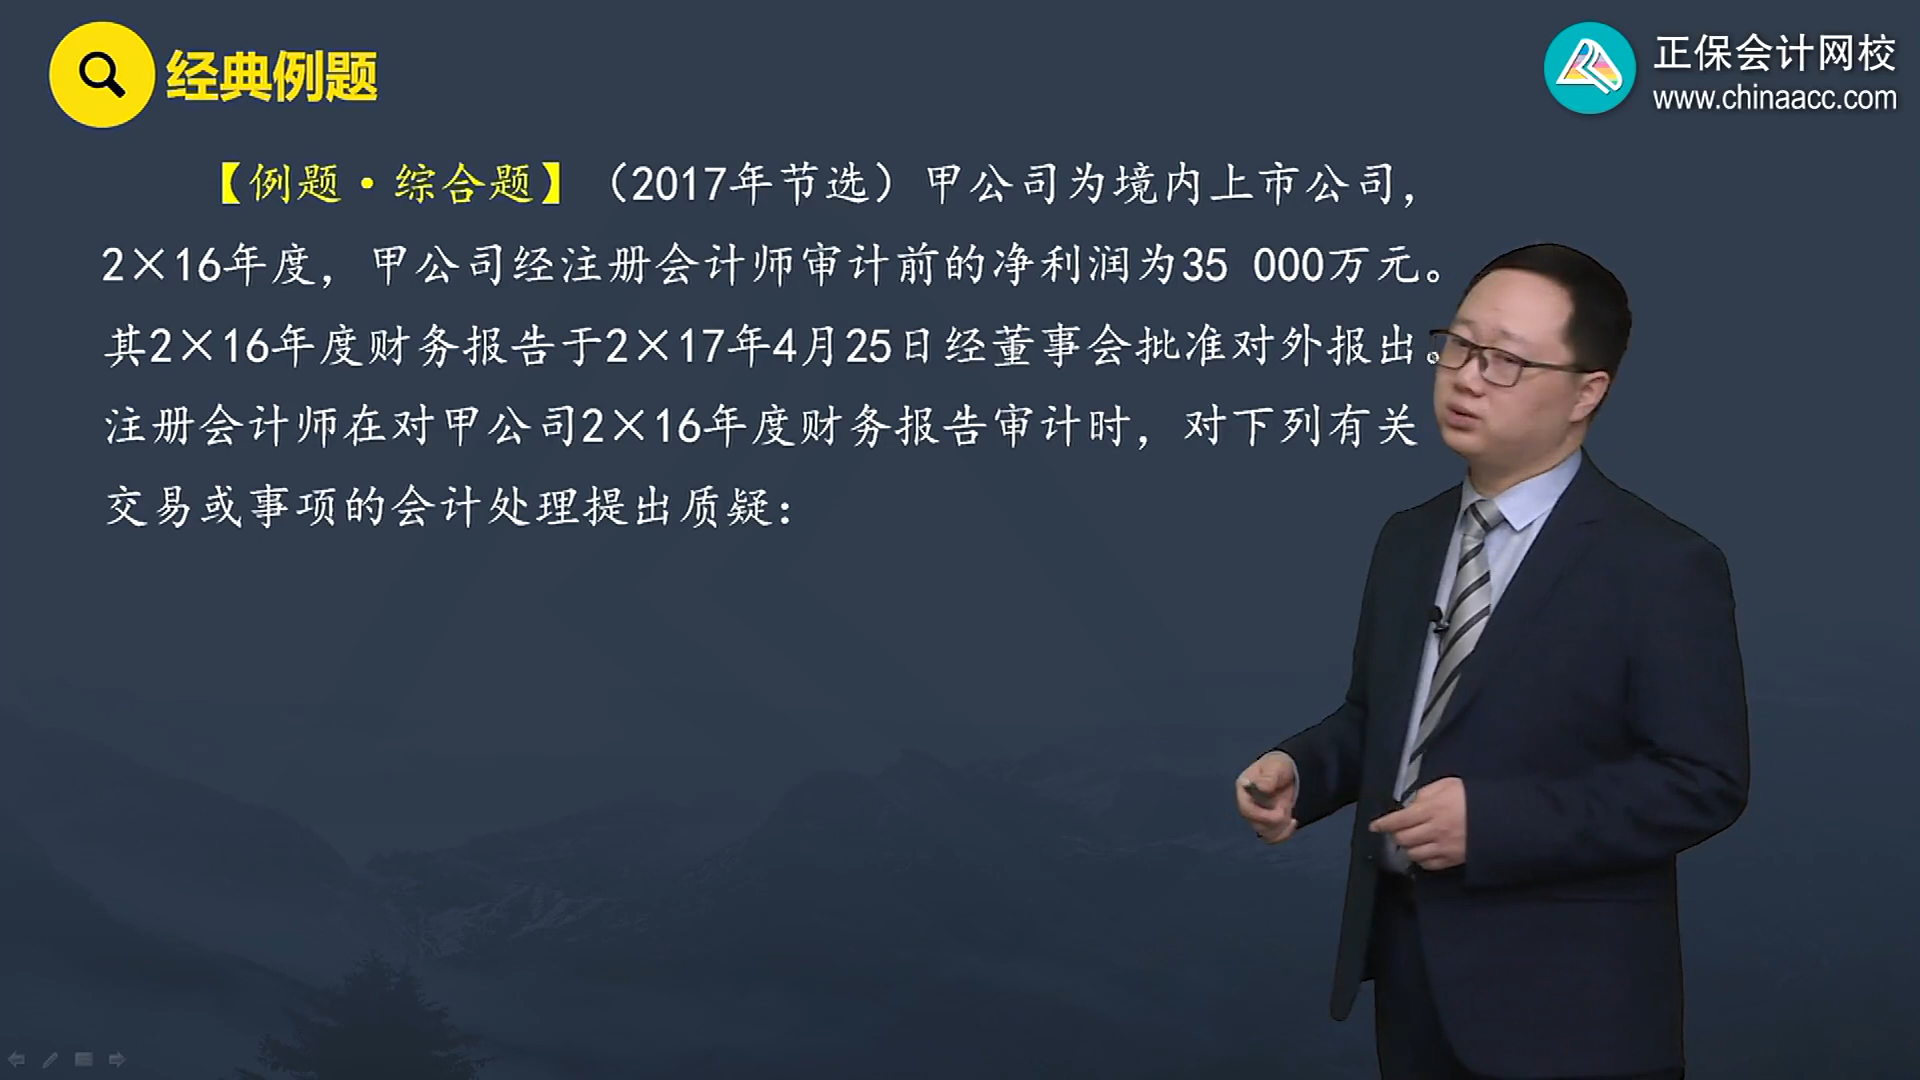 经典例题
正保会计网校
www.chinaacc.com
【例题·综合题】（2017年节选）甲公司为境内上市公司，
2×16年度，甲公司经注册会计师审计前的净利润为35 000万元。
其2×16年度财务报告于2×17年4月25日经董事会批准对外报出。
注册会计师在对甲公司2×16年度财务报告审计时，对下列有关
交易或事项的会计处理提出质疑：